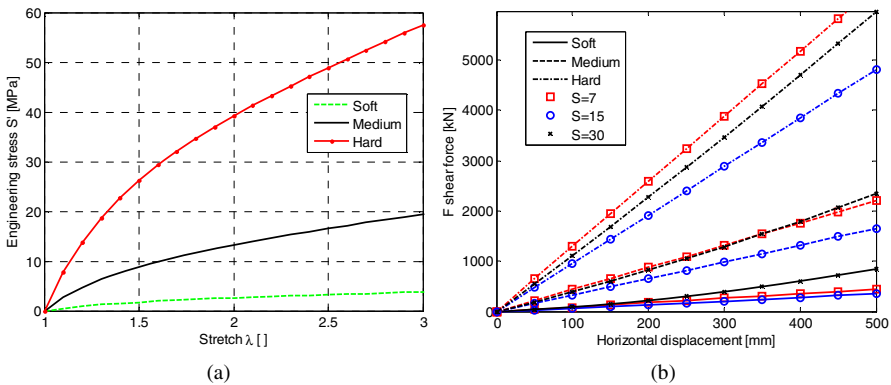 60
50
40
30
20
10
0
1
1.5
2
2.5
3
Engineering stress S' [MPa]
Stretch λ [ ]
Soft
Medium
Hard
(a)
5000
4000
3000
2000
1000
0
0
100
200
300
400
500
F shear force [kN]
Horizontal displacement [mm]
Soft
Medium
Hard
S=7
S=15
S=30
(b)